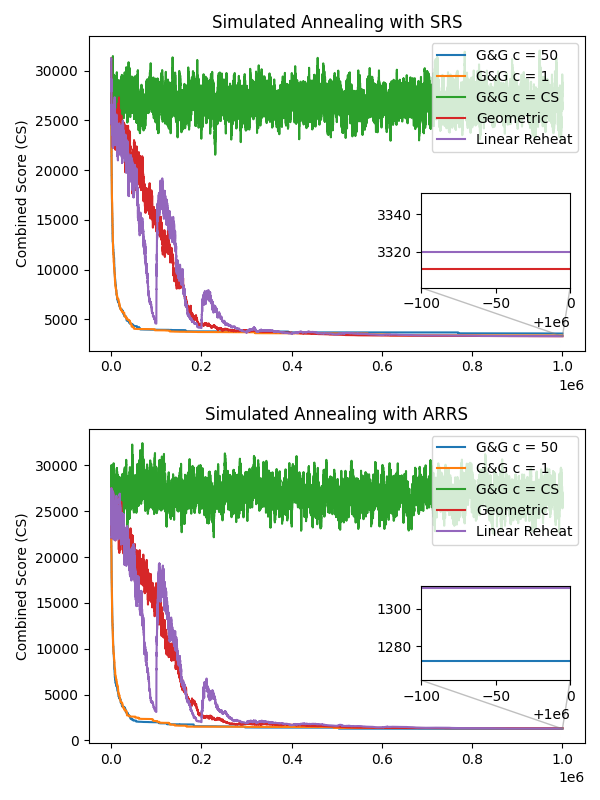 Simulated Annealing with SRS
Combined Score (CS)
30000
25000
20000
15000
10000
5000
G&G c = 50
G&G c = 1
G&G c = CS
Geometric
Linear Reheat
3340
3320
−100 −50 0
+1e6
0.0 0.2 0.4 0.6 0.8 1.0
1e6
Simulated Annealing with ARRS
Combined Score (CS)
30000
25000
20000
15000
10000
5000
0
G&G c = 50
G&G c = 1
G&G c = CS
Geometric
Linear Reheat
1300
1280
−100 −50 0
+1e6
0.0 0.2 0.4 0.6 0.8 1.0
1e6